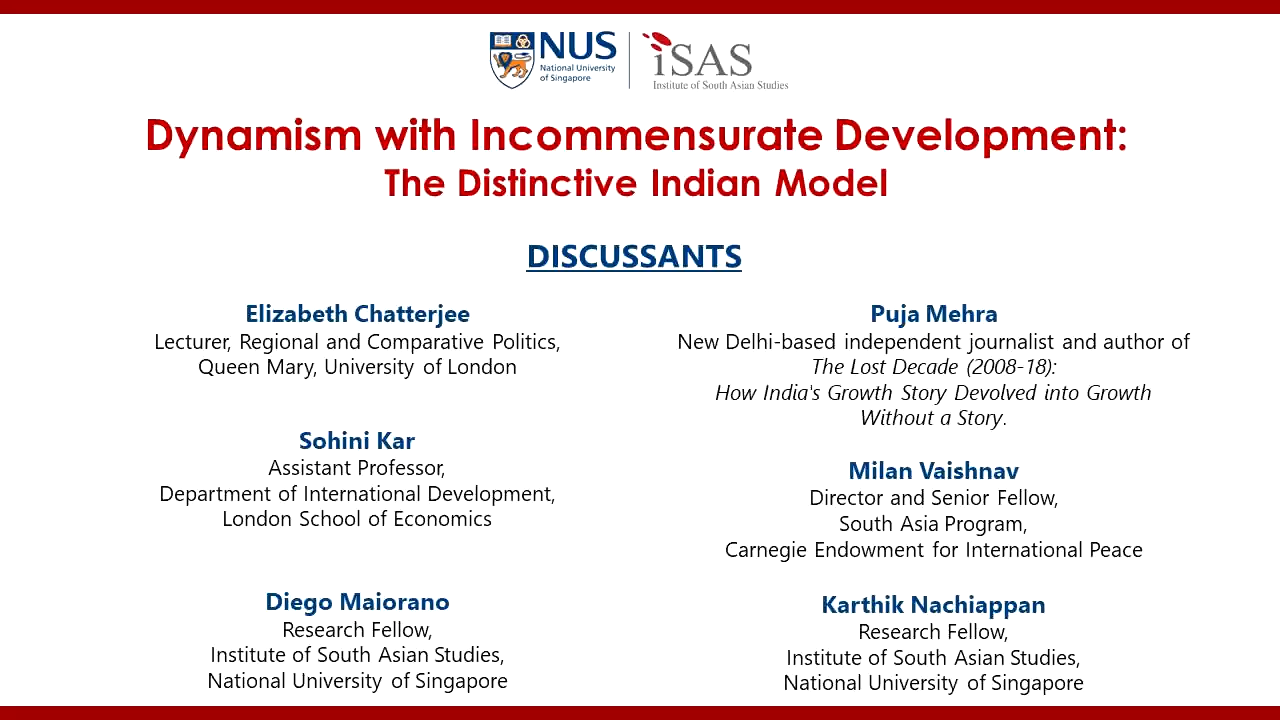 NUS
National University
of Singapore
iSAS
Institute of South Asian Studies
Dynamism with Incommensurate Development:
The Distinctive Indian Model
DISCUSSANTS
Elizabeth Chatterjee
Lecturer, Regional and Comparative Politics,
Queen Mary, University of London
Sohini Kar
Assistant Professor,
Department of International Development,
London School of Economics
Diego Maiorano
Research Fellow,
Institute of South Asian Studies,
National University of Singapore
Puja Mehra
New Delhi-based independent journalist and author of
The Lost Decade (2008-18):
How India's Growth Story Devolved into Growth
Without a Story.
Milan Vaishnav
Director and Senior Fellow,
South Asia Program,
Carnegie Endowment for International Peace
Karthik Nachiappan
Research Fellow,
Institute of South Asian Studies,
National University of Singapore